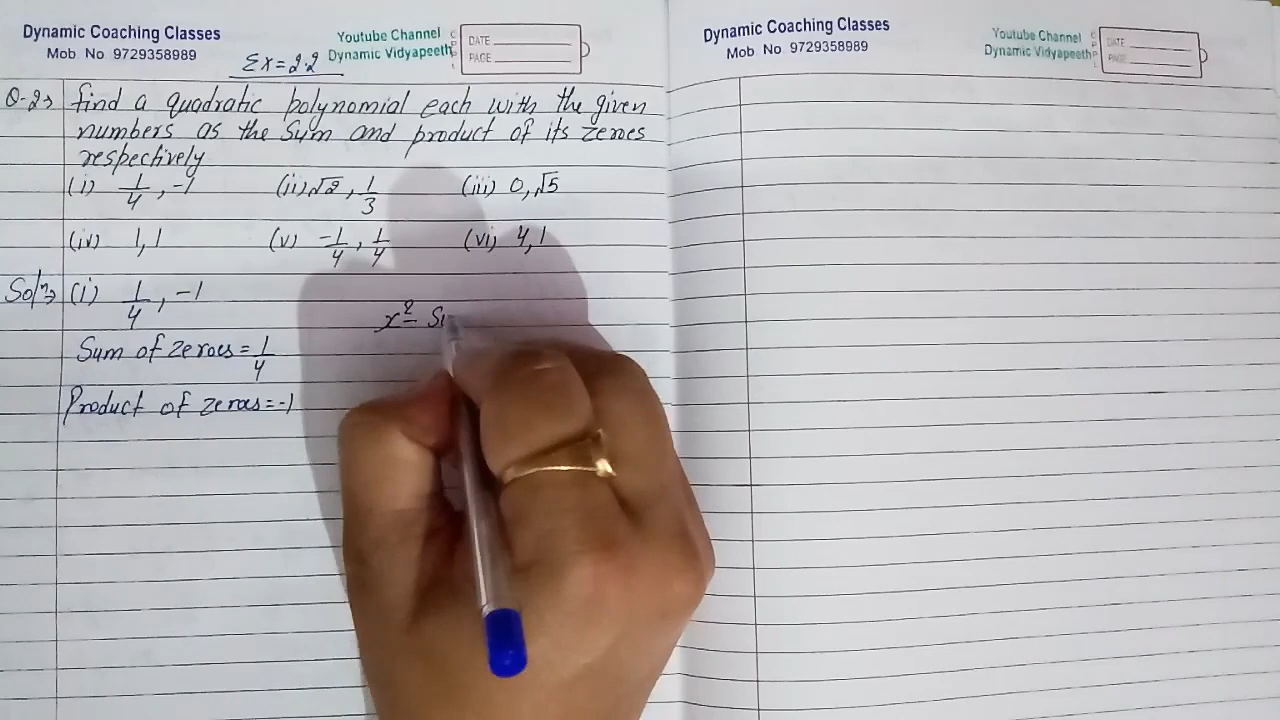 Dynamic Coaching Classes
Mob No 9729358989
Youtube Channel
Dynamic Vidyapeeth
DATE
PAGE
Ex=2.2
Q-2→ find a quadratic polynomial each with the given
numbers as the Sum and product of its zeroes
respectively
(i) 1/4, -1 (ii) √2, 1/3 (iii) 0, √5
(iv) 1, 1 (v) -1/4, 1/4 (vi) 4, 1
Solⁿ→ (i) 1/4, -1
x² - Su
Sum of zeroes = 1/4
Product of zeroes = -1
Dynamic Coaching Classes
Mob No 9729358989
Youtube Channel
Dynamic Vidyapeeth
DATE
PAGE